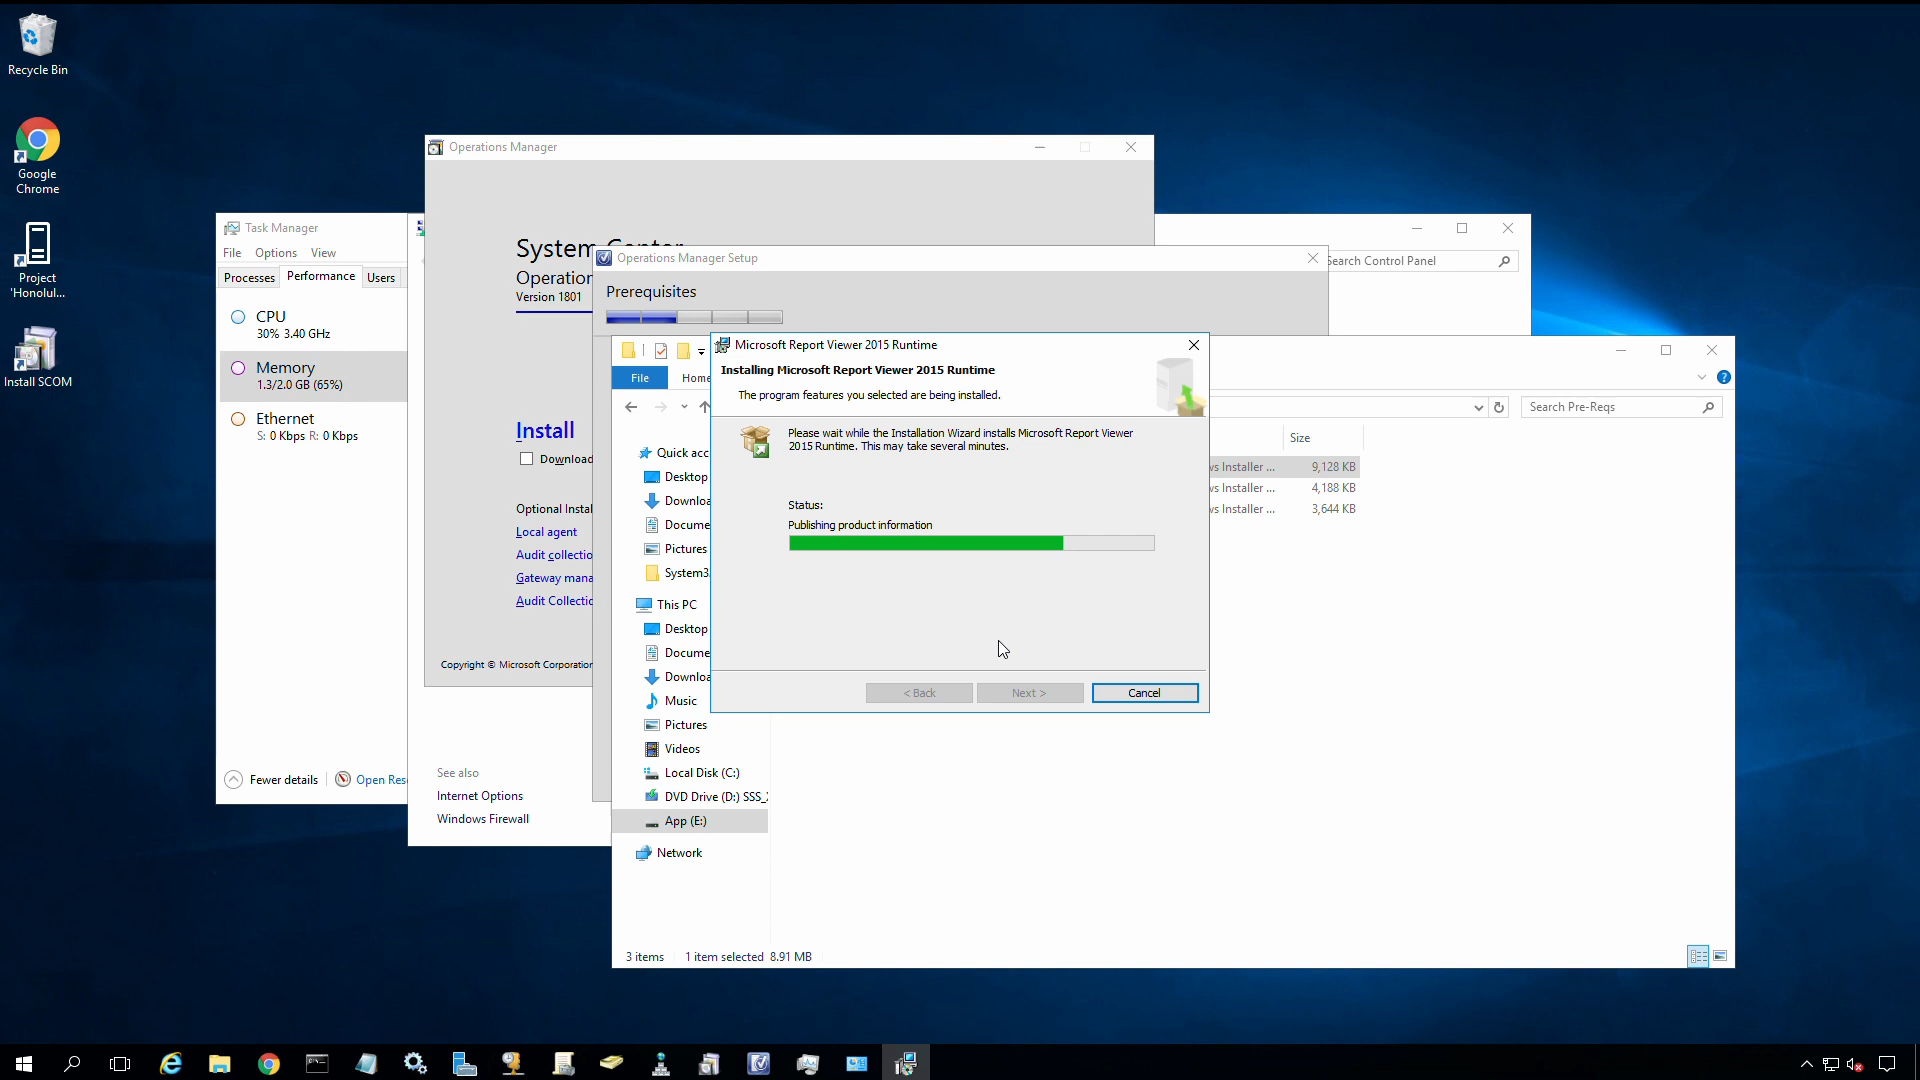 Recycle Bin
Google
Chrome
Project
'Honolul...
Install SCOM
Task Manager
File Options View
Processes Performance Users
CPU
30% 3.40 GHz
Memory
1.3/2.0 GB (65%)
Ethernet
S: 0 Kbps R: 0 Kbps
Fewer details
Open Res
Operations Manager
System Center
Operation
Version 1801
Install
Download
Optional Instal
Local agent
Audit collectio
Gateway mana
Audit Collectio
Copyright © Microsoft Corporation
See also
Internet Options
Windows Firewall
Search Control Panel
Operations Manager Setup
Prerequisites
File Home
Search Pre-Reqs
Size
ws Installer ... 9,128 KB
ws Installer ... 4,188 KB
ws Installer ... 3,644 KB
Quick acc
Desktop
Downloa
Docume
Pictures
System3
This PC
Desktop
Docume
Downloa
Music
Pictures
Videos
Local Disk (C:)
DVD Drive (D:) SSS_
App (E:)
Network
3 items 1 item selected 8.91 MB
Microsoft Report Viewer 2015 Runtime
Installing Microsoft Report Viewer 2015 Runtime
The program features you selected are being installed.
Please wait while the Installation Wizard installs Microsoft Report Viewer
2015 Runtime. This may take several minutes.
Status:
Publishing product information
< Back Next > Cancel